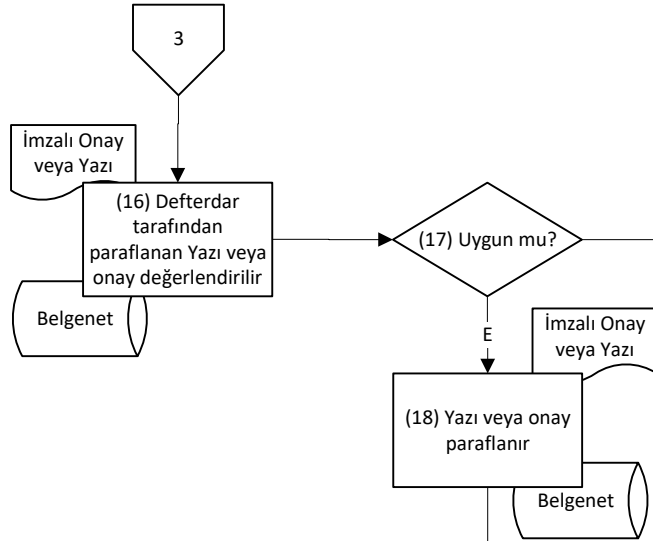 3
İmzalı Onay
veya Yazı
(16) Defterdar
tarafından
paraflanan Yazı veya
onay değerlendirilir
Belgenet
(17) Uygun mu?
E
İmzalı Onay
veya Yazı
(18) Yazı veya onay
paraflanır
Belgenet